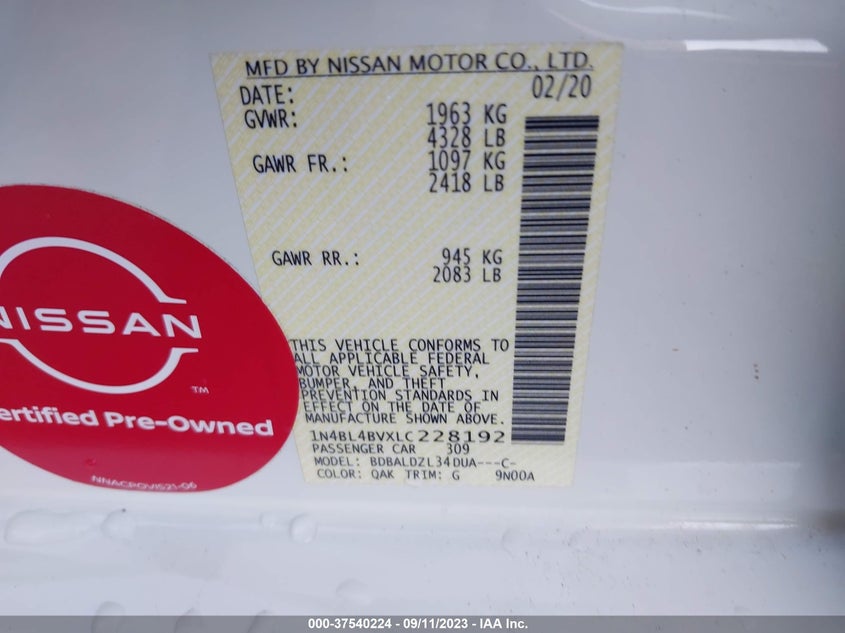 MFD BY NISSAN MOTOR CO., LTD.
DATE: 02/20
GVWR: 1963 KG
4328 LB
GAWR FR.: 1097 KG
2418 LB
GAWR RR.: 945 KG
2083 LB
THIS VEHICLE CONFORMS TO
ALL APPLICABLE FEDERAL
MOTOR VEHICLE SAFETY,
BUMPER, AND THEFT
PREVENTION STANDARDS IN
EFFECT ON THE DATE OF
MANUFACTURE SHOWN ABOVE.
1N4BL4BVXLC228192
PASSENGER CAR 309
MODEL: BDBALDZL34DUA---C-
COLOR: QAK TRIM: G 9N00A
NISSAN
TM
ertified Pre-Owned
NNACPOVIS21-06
000-37540224 - 09/11/2023 - IAA Inc.